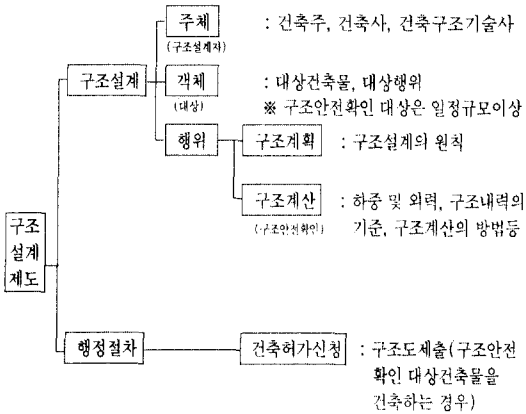 주체 : 건축주, 건축사, 건축구조기술사
(구조설계자)
구조설계 객체 : 대상건축물, 대상행위
(대상) ※ 구조안전확인 대상은 일정규모이상
행위 구조계획 : 구조설계의 원칙
구조계산 : 하중 및 외력, 구조내력의
(구조안전확인) 기준, 구조계산의 방법등
구조
설계
제도
행정절차 건축허가신청 : 구조도제출(구조안전
확인 대상건축물을
건축하는 경우)